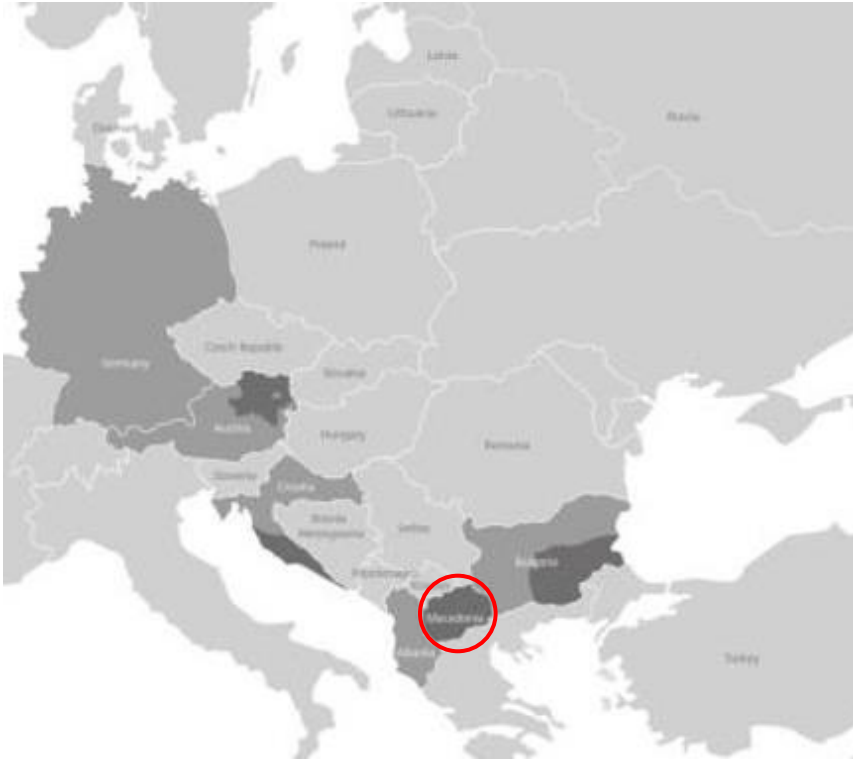 Latvia
Lithuania
Russia
Poland
Czech Republic
Germany
Slovakia
Austria
Hungary
Romania
Slovenia
Croatia
Bosnia
Herzegovina
Serbia
Bulgaria
Macedonia
Albania
Turkey